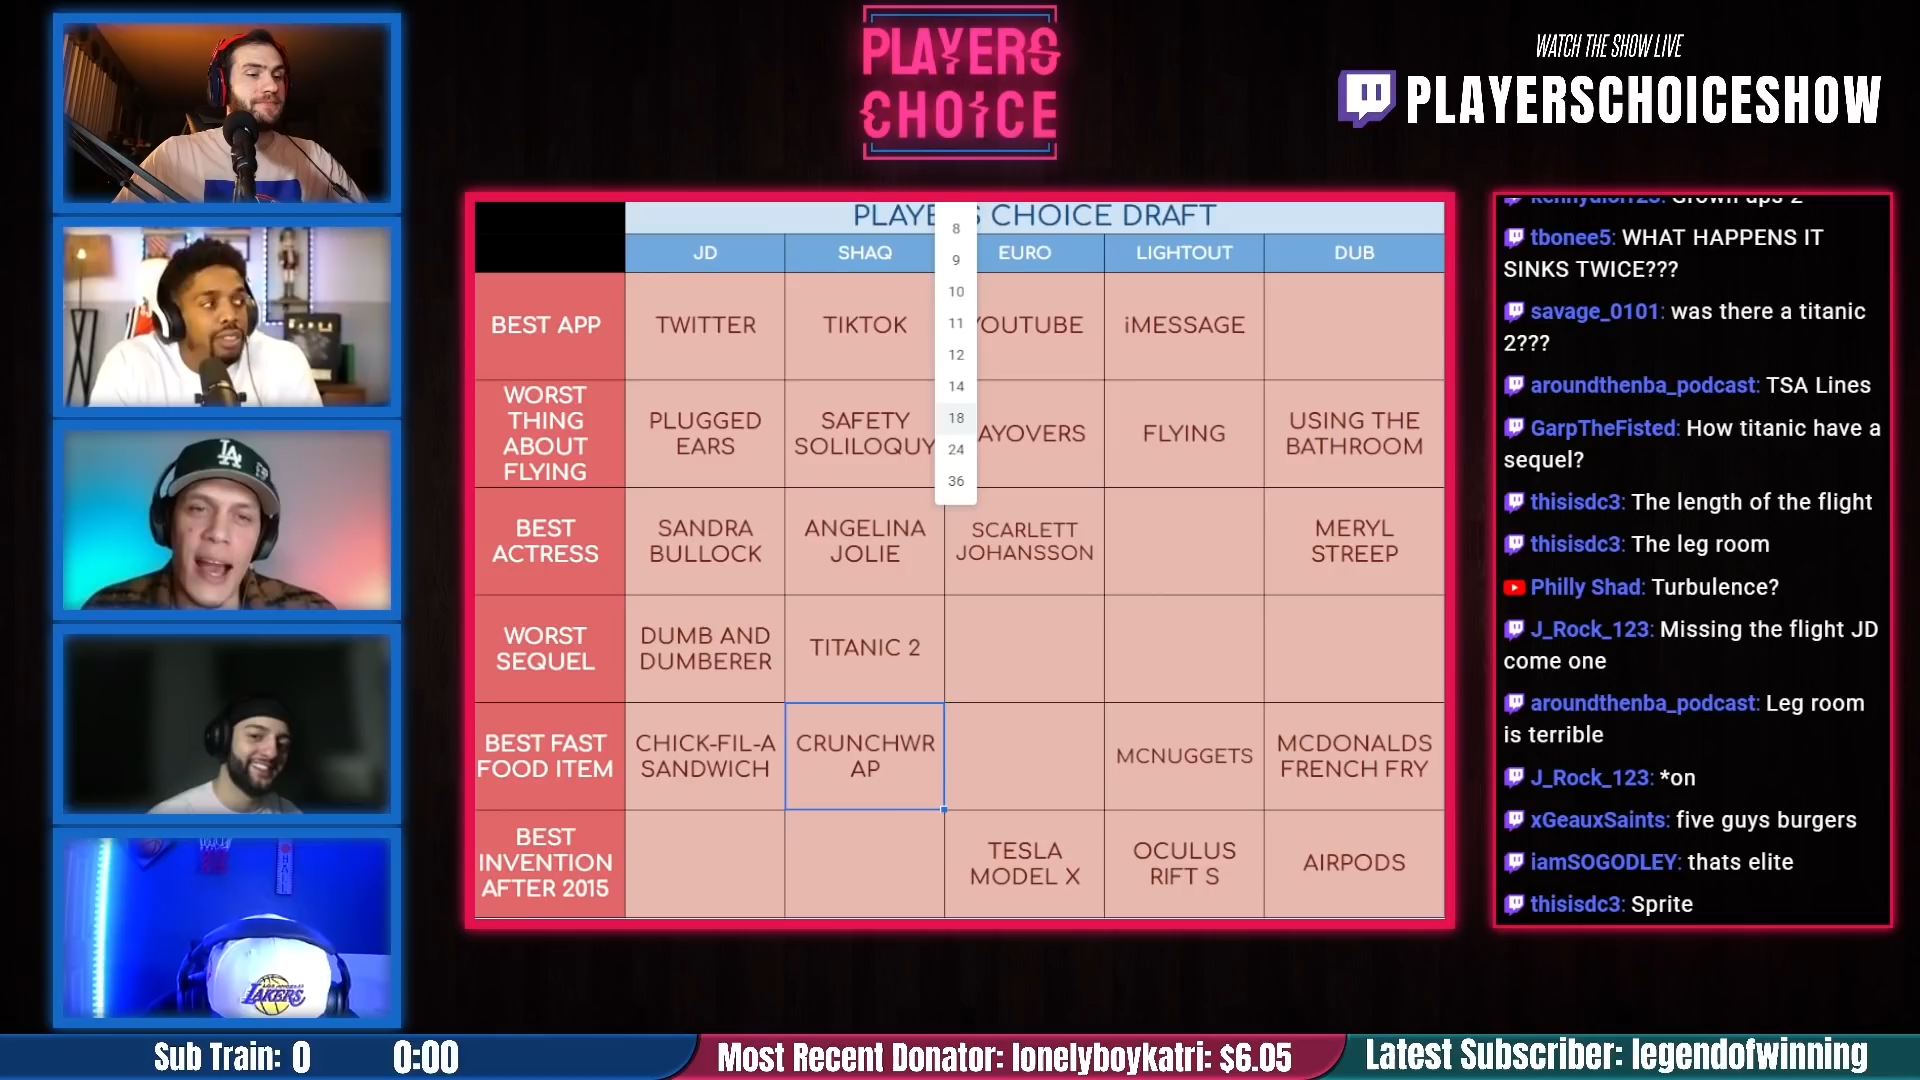 PLAYERS
CHOICE
WATCH THE SHOW LIVE
PLAYERSCHOICESHOW
PLAYE S CHOICE DRAFT
JD
SHAQ
EURO
LIGHTOUT
DUB
8
9
10
11
12
14
18
24
36
BEST APP
TWITTER
TIKTOK
YOUTUBE
iMESSAGE
WORST
THING
ABOUT
FLYING
PLUGGED
EARS
SAFETY
SOLILOQUY
AYOVERS
FLYING
USING THE
BATHROOM
BEST
ACTRESS
SANDRA
BULLOCK
ANGELINA
JOLIE
SCARLETT
JOHANSSON
MERYL
STREEP
WORST
SEQUEL
DUMB AND
DUMBERER
TITANIC 2
BEST FAST
FOOD ITEM
CHICK-FIL-A
SANDWICH
CRUNCHWR
AP
MCNUGGETS
MCDONALDS
FRENCH FRY
BEST
INVENTION
AFTER 2015
TESLA
MODEL X
OCULUS
RIFT S
AIRPODS
tbonee5: WHAT HAPPENS IT
SINKS TWICE???
savage_0101: was there a titanic
2???
aroundthenba_podcast: TSA Lines
GarpTheFisted: How titanic have a
sequel?
thisisdc3: The length of the flight
thisisdc3: The leg room
Philly Shad: Turbulence?
J_Rock_123: Missing the flight JD
come one
aroundthenba_podcast: Leg room
is terrible
J_Rock_123: *on
xGeauxSaints: five guys burgers
iamSOGODLEY: thats elite
thisisdc3: Sprite
LA
HALL
LOS ANGELES
LAKERS
Sub Train: 0
0:00
Most Recent Donator: lonelyboykatri: $6.05
Latest Subscriber: legendofwinning